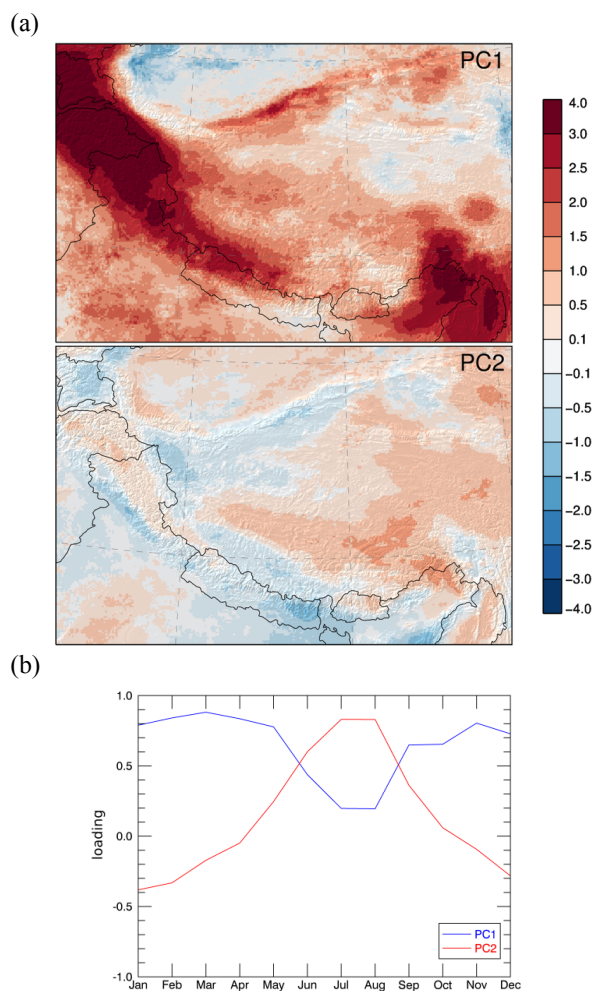 (a)
PC1
4.0
3.0
2.5
2.0
1.5
1.0
0.5
0.1
−0.1
−0.5
−1.0
−1.5
−2.0
−2.5
−3.0
−4.0
PC2
(b)
1.0
0.5
0.0
-0.5
-1.0
loading
PC1
PC2
Jan Feb Mar Apr May Jun Jul Aug Sep Oct Nov Dec